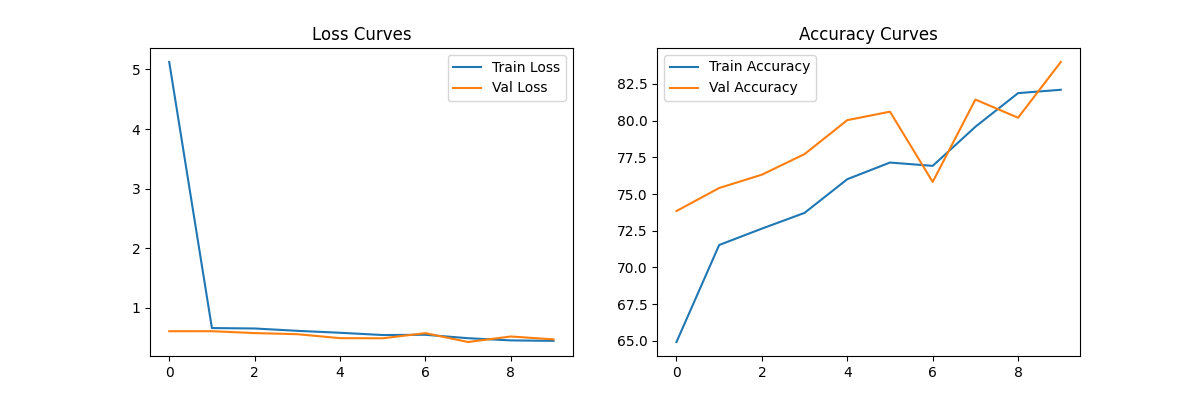 Loss Curves
5
4
3
2
1
0 2 4 6 8
Train Loss
Val Loss
Accuracy Curves
82.5
80.0
77.5
75.0
72.5
70.0
67.5
65.0
0 2 4 6 8
Train Accuracy
Val Accuracy